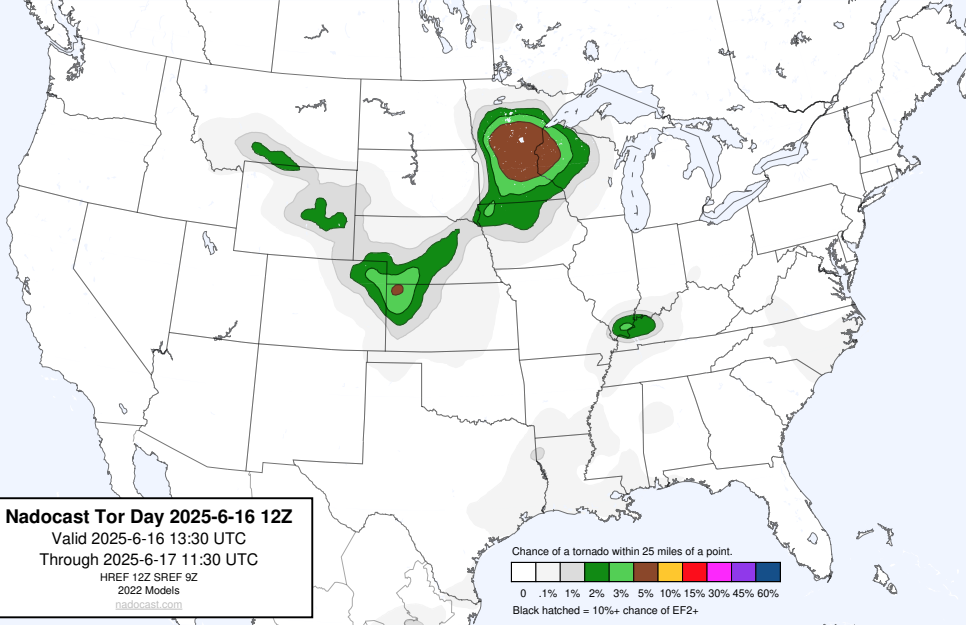 Nadocast Tor Day 2025-6-16 12Z
Valid 2025-6-16 13:30 UTC
Through 2025-6-17 11:30 UTC
HREF 12Z SREF 9Z
2022 Models
nadocast.com
Chance of a tornado within 25 miles of a point.
0 .1% 1% 2% 3% 5% 10% 15% 30% 45% 60%
Black hatched = 10%+ chance of EF2+